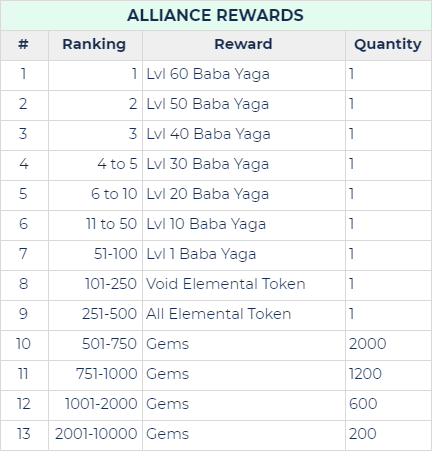 ALLIANCE REWARDS
# Ranking Reward Quantity
1 1 Lvl 60 Baba Yaga 1
2 2 Lvl 50 Baba Yaga 1
3 3 Lvl 40 Baba Yaga 1
4 4 to 5 Lvl 30 Baba Yaga 1
5 6 to 10 Lvl 20 Baba Yaga 1
6 11 to 50 Lvl 10 Baba Yaga 1
7 51-100 Lvl 1 Baba Yaga 1
8 101-250 Void Elemental Token 1
9 251-500 All Elemental Token 1
10 501-750 Gems 2000
11 751-1000 Gems 1200
12 1001-2000 Gems 600
13 2001-10000 Gems 200